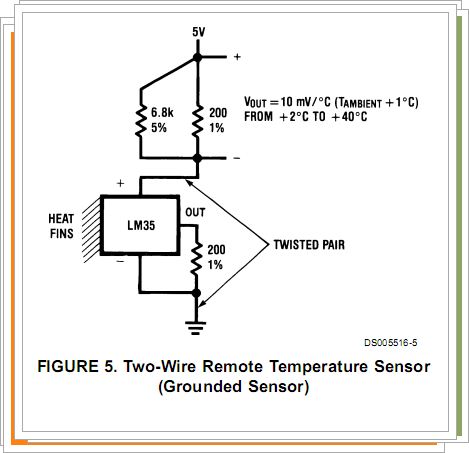 5V
+
6.8k
5%
200
1%
VOUT = 10 mV/°C (TAMBIENT +1°C)
FROM +2°C TO +40°C
−
+
HEAT
FINS
LM35
OUT
−
200
1%
TWISTED PAIR
DS005516-5
FIGURE 5. Two-Wire Remote Temperature Sensor
(Grounded Sensor)